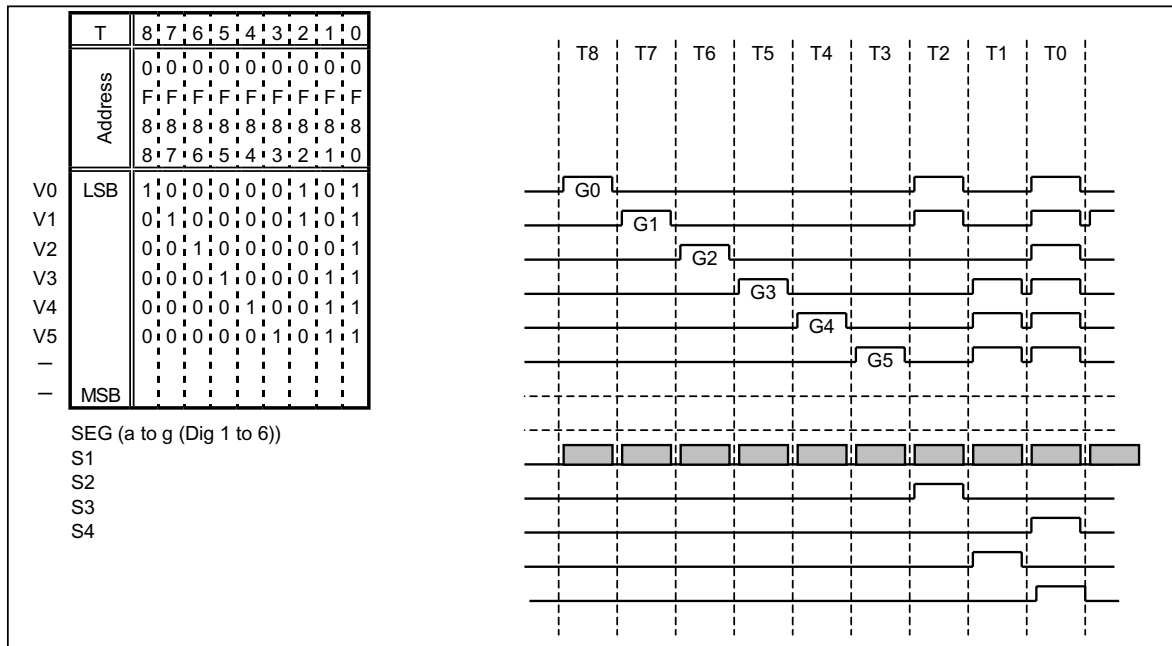 T 8 7 6 5 4 3 2 1 0
Address
0 0 0 0 0 0 0 0 0
F F F F F F F F F
8 8 8 8 8 8 8 8 8
8 7 6 5 4 3 2 1 0
V0 LSB 1 0 0 0 0 0 1 0 1
V1 0 1 0 0 0 0 1 0 1
V2 0 0 1 0 0 0 0 0 1
V3 0 0 0 1 0 0 0 1 1
V4 0 0 0 0 1 0 0 1 1
V5 0 0 0 0 0 1 0 1 1
–
– MSB
SEG (a to g (Dig 1 to 6))
S1
S2
S3
S4
T8 T7 T6 T5 T4 T3 T2 T1 T0
G0
G1
G2
G3
G4
G5